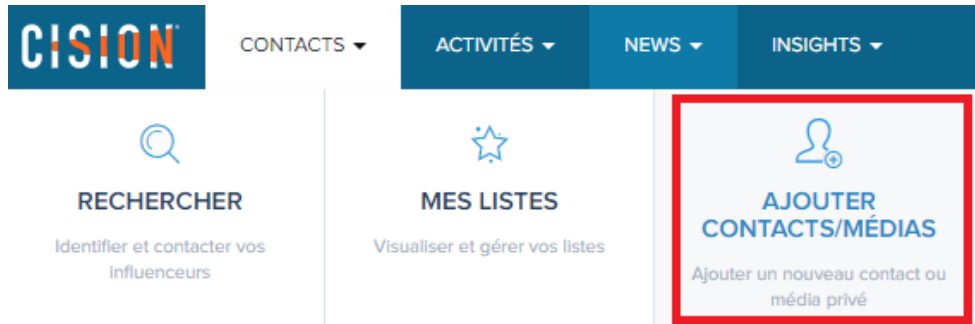 CISION
CONTACTS
ACTIVITÉS
NEWS
INSIGHTS
RECHERCHER
Identifier et contacter vos
influenceurs
MES LISTES
Visualiser et gérer vos listes
AJOUTER
CONTACTS/MÉDIAS
Ajouter un nouveau contact ou
média privé